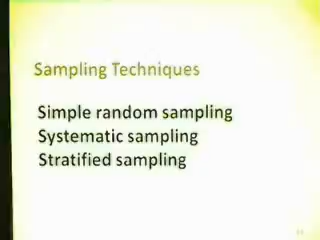 Sampling Techniques
Simple random sampling
Systematic sampling
Stratified sampling